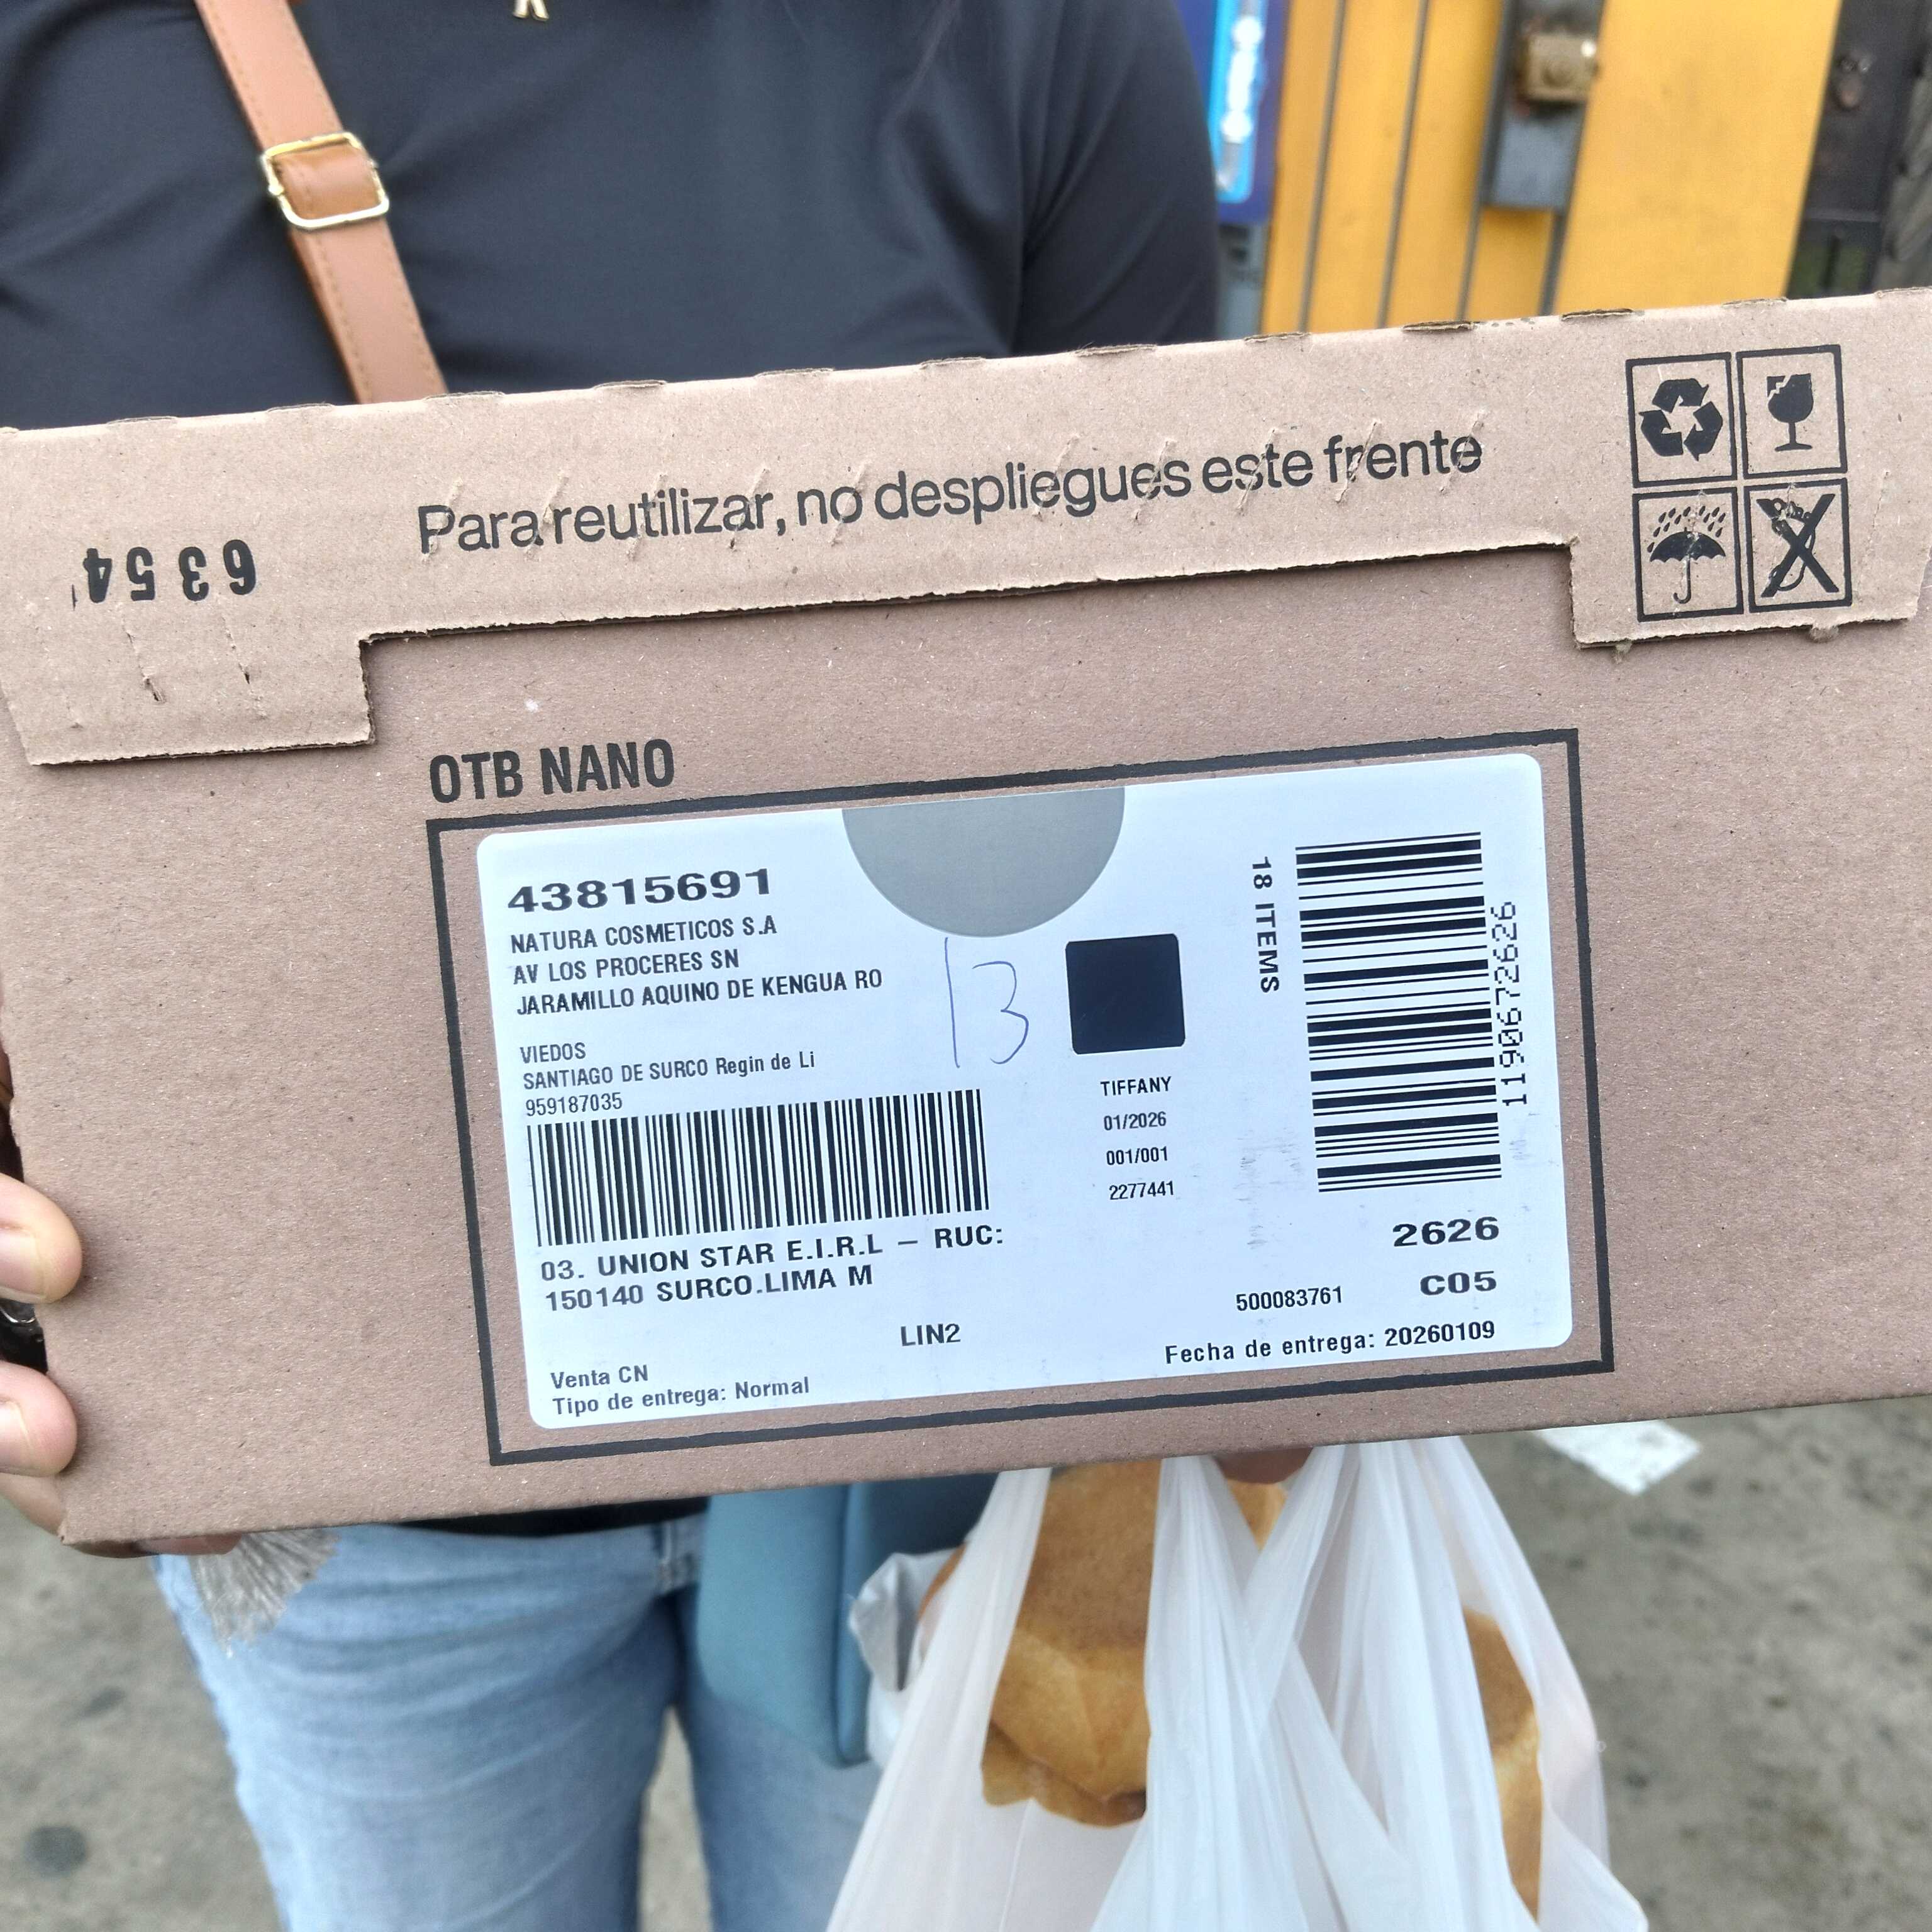 Para reutilizar, no despliegues este frente
6354
OTB NANO
43815691
NATURA COSMETICOS S.A
AV LOS PROCERES SN
JARAMILLO AQUINO DE KENGUA RO
13
VIEDOS
SANTIAGO DE SURCO Regin de Li
959187035
03. UNION STAR E.I.R.L – RUC:
150140 SURCO.LIMA M
LIN2
Venta CN
Tipo de entrega: Normal
TIFFANY
01/2026
001/001
2277441
18 ITEMS
119067262626
2626
C05
500083761
Fecha de entrega: 20260109